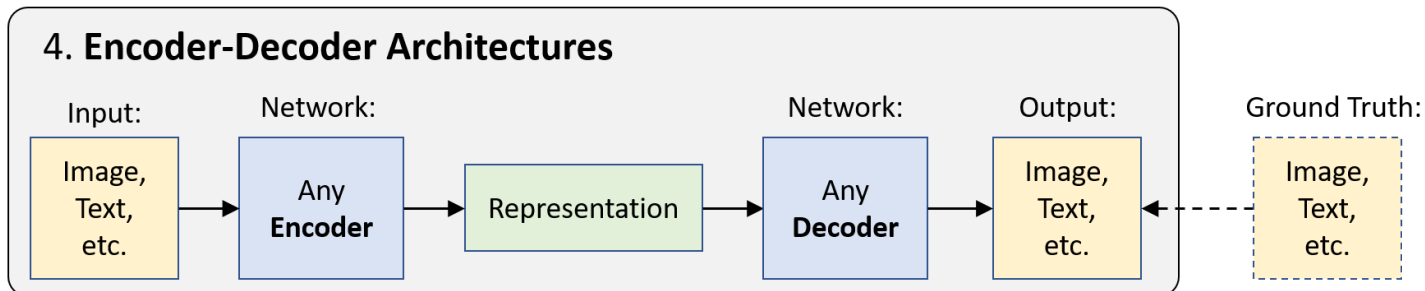 4. Encoder-Decoder Architectures
Input:
Network:
Network:
Output:
Ground Truth:
Image,
Text,
etc.
Any
Encoder
Representation
Any
Decoder
Image,
Text,
etc.
Image,
Text,
etc.